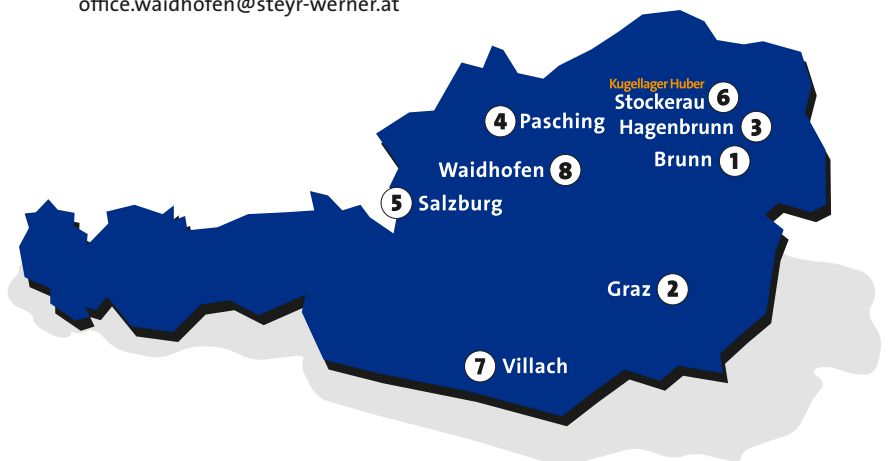 office.waidhofen@steyr-werner.at
Kugellager Huber
Stockerau 6
4 Pasching
Hagenbrunn 3
Brunn 1
Waidhofen 8
5 Salzburg
Graz 2
7 Villach